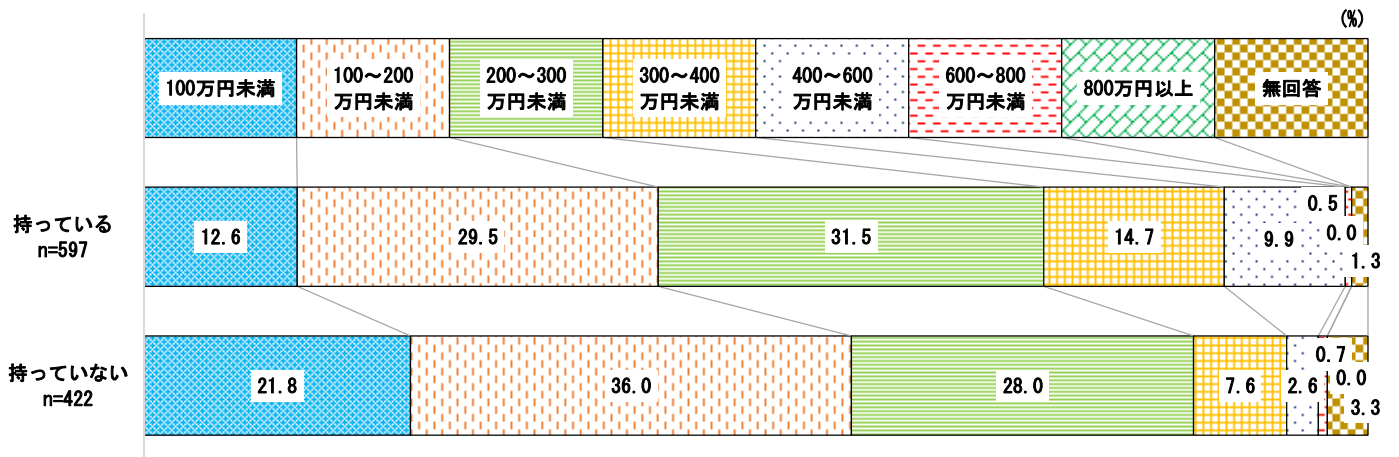 (%)
100万円未満
100～200
万円未満
200～300
万円未満
300～400
万円未満
400～600
万円未満
600～800
万円未満
800万円以上
無回答
持っている
n=597
12.6
29.5
31.5
14.7
9.9
0.5
0.0
1.3
持っていない
n=422
21.8
36.0
28.0
7.6
2.6
0.7
0.0
3.3